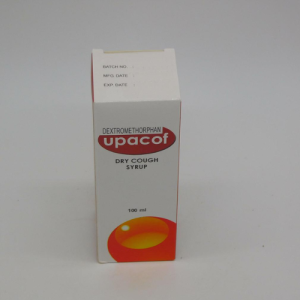 BATCH NO.
MFG. DATE
EXP. DATE
DEXTROMETHORPHAN
upacof
DRY COUGH
SYRUP
100 ml